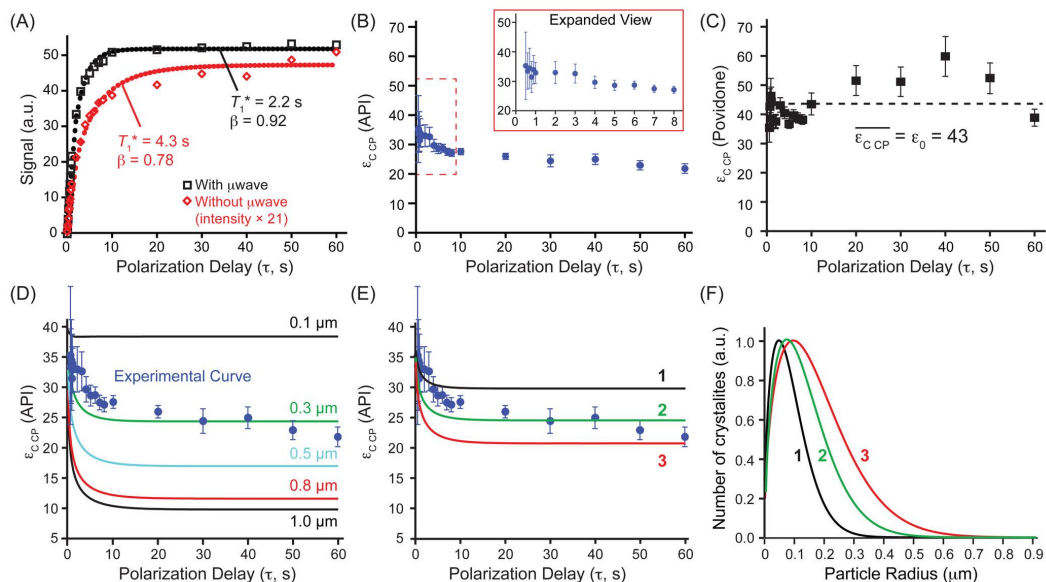 (A)
Signal (a.u.)
50
40
30
20
10
0
T₁* = 2.2 s
β = 0.92
T₁* = 4.3 s
β = 0.78
With μwave
Without μwave
(intensity × 21)
0 10 20 30 40 50 60
Polarization Delay (τ, s)
(B)
εC CP (API)
70
60
50
40
30
20
10
0
Expanded View
50
40
30
20
0 1 2 3 4 5 6 7 8
0 10 20 30 40 50 60
Polarization Delay (τ, s)
(C)
εC CP (Povidone)
70
60
50
40
30
20
10
0
εC CP = ε₀ = 43
0 10 20 30 40 50 60
Polarization Delay (τ, s)
(D)
εC CP (API)
40
35
30
25
20
15
10
5
0.1 μm
Experimental Curve
0.3 μm
0.5 μm
0.8 μm
1.0 μm
0 10 20 30 40 50 60
Polarization Delay (τ, s)
(E)
εC CP (API)
40
35
30
25
20
15
10
5
1
2
3
0 10 20 30 40 50 60
Polarization Delay (τ, s)
(F)
Number of crystalites (a.u.)
1.0
0.8
0.6
0.4
0.2
0.0
1 2 3
0 0.1 0.2 0.3 0.4 0.5 0.6 0.7 0.8 0.9
Particle Radius (μm)